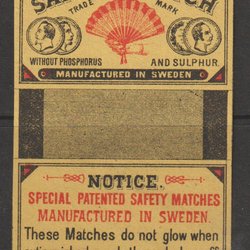 TRADE MARK
WITHOUT PHOSPHORUS AND SULPHUR.
MANUFACTURED IN SWEDEN
NOTICE.
SPECIAL PATENTED SAFETY MATCHES
MANUFACTURED IN SWEDEN.
These Matches do not glow when